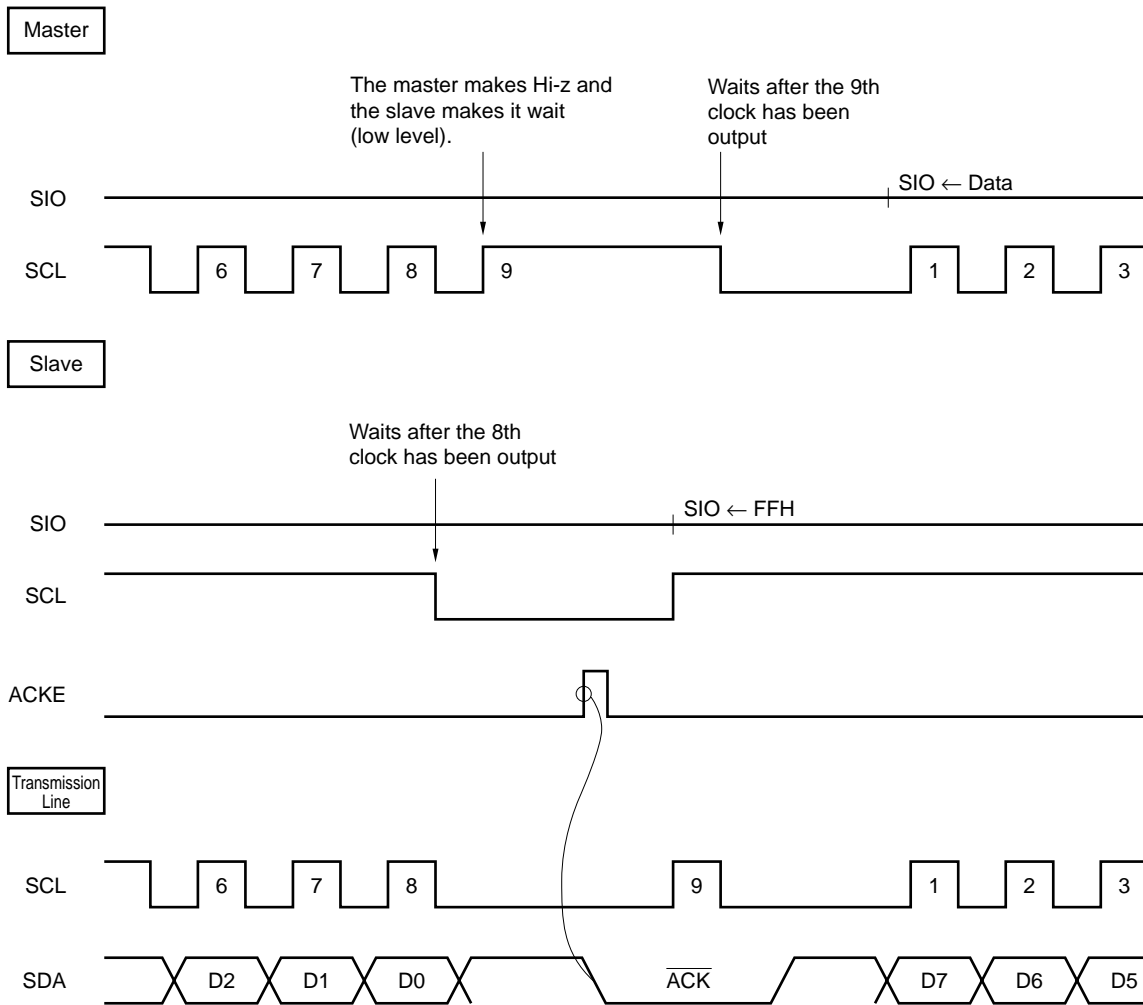 Master
The master makes Hi-z and
the slave makes it wait
(low level).
Waits after the 9th
clock has been
output
SIO
SIO ← Data
SCL
6 7 8 9 1 2 3
Slave
Waits after the 8th
clock has been output
SIO
SIO ← FFH
SCL
ACKE
Transmission
Line
SCL
6 7 8 9 1 2 3
SDA
D2 D1 D0 A̅C̅K̅ D7 D6 D5